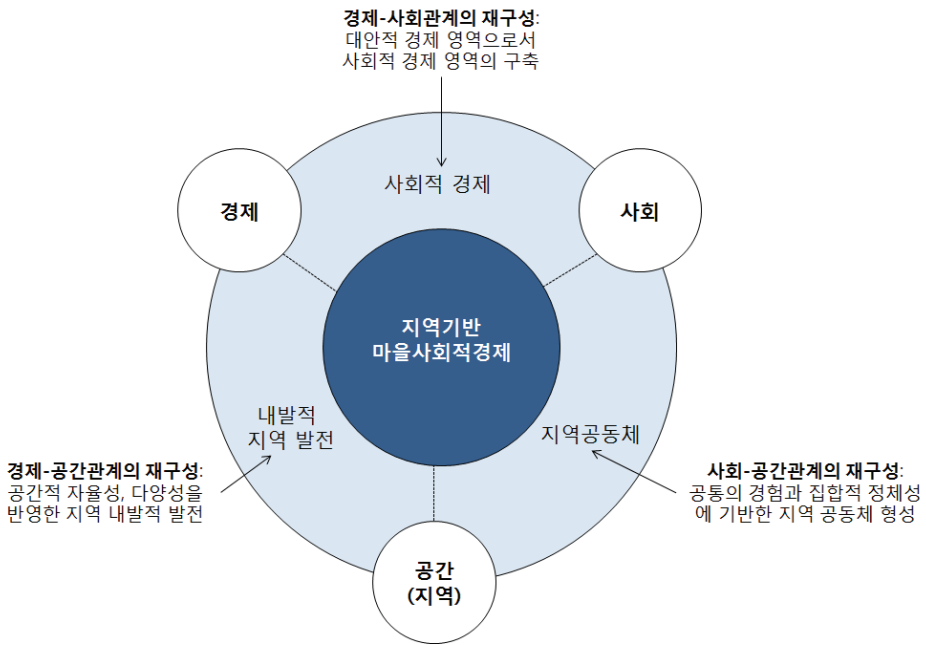 경제-사회관계의 재구성:
대안적 경제 영역으로서
사회적 경제 영역의 구축
사회적 경제
경제
사회
지역기반
마을사회적경제
내발적
지역 발전
지역공동체
경제-공간관계의 재구성:
공간적 자율성, 다양성을
반영한 지역 내발적 발전
사회-공간관계의 재구성:
공통의 경험과 집합적 정체성
에 기반한 지역 공동체 형성
공간
(지역)